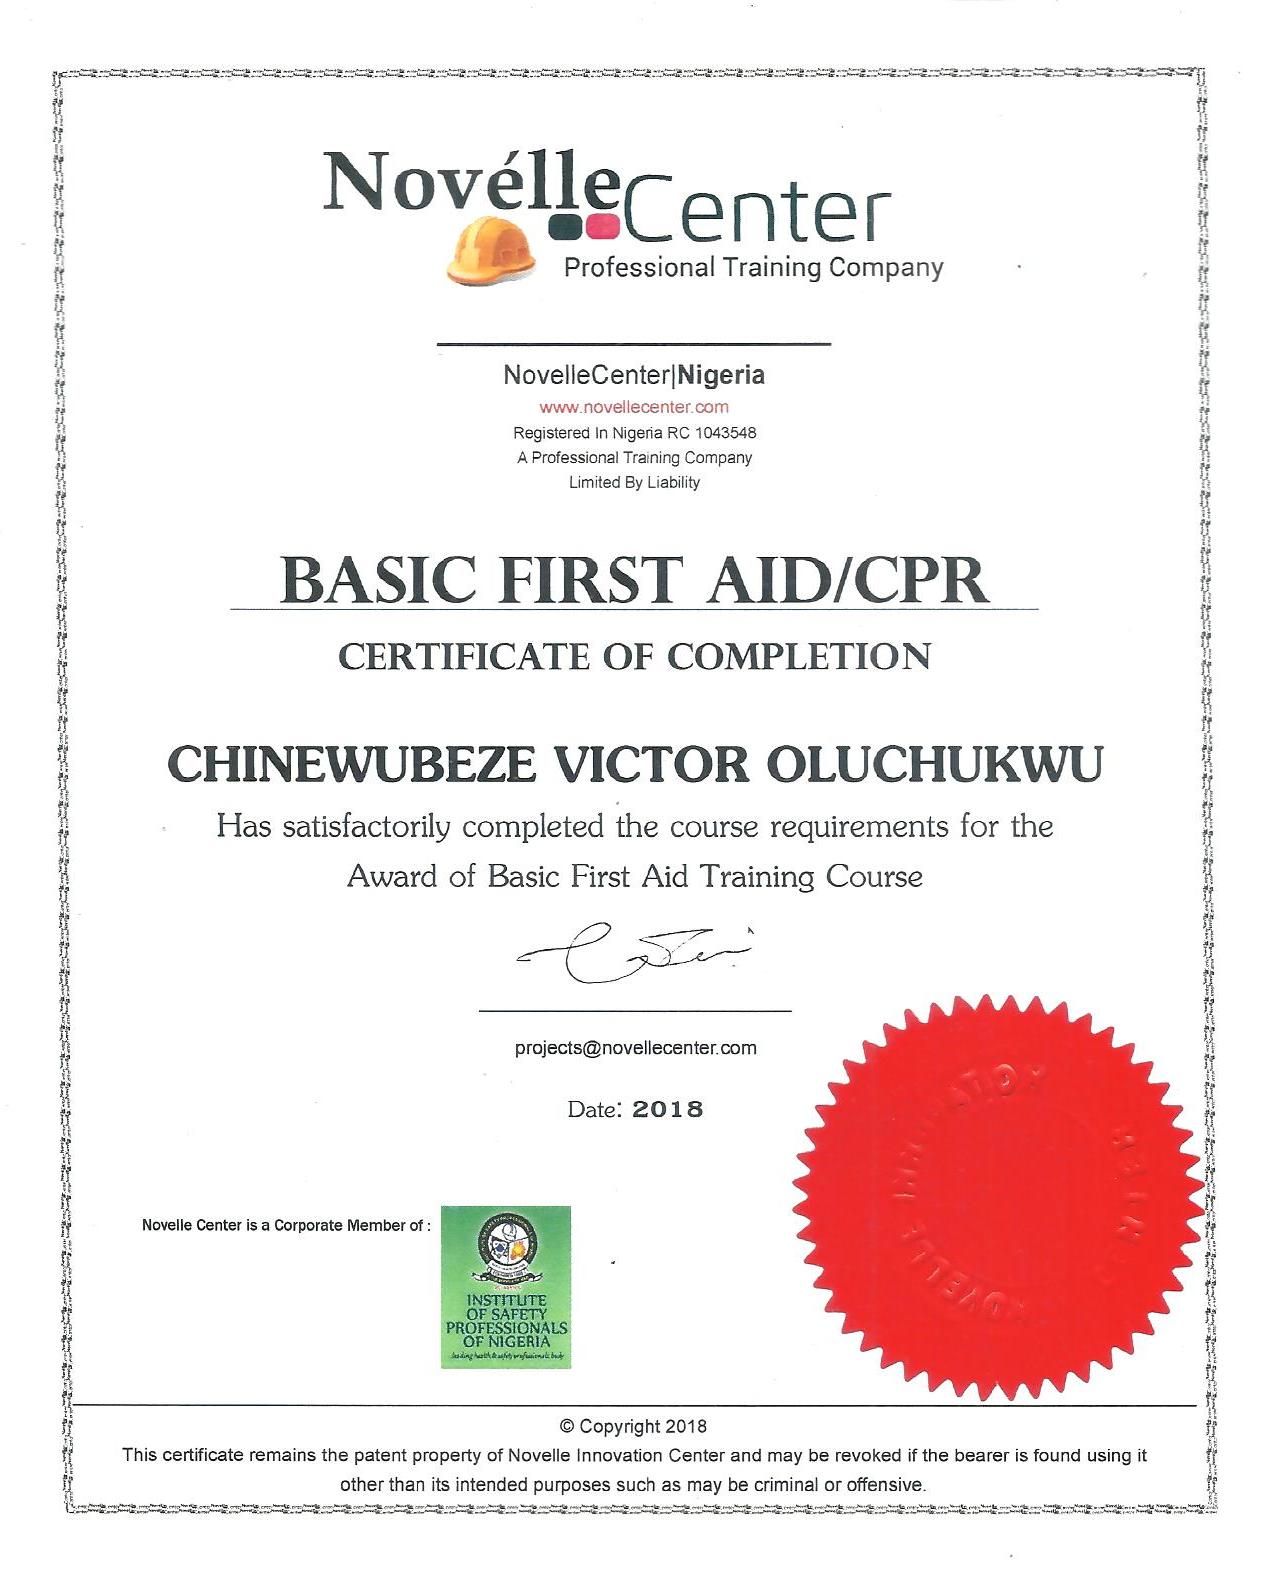 Novélle Center
Professional Training Company
NovelleCenter|Nigeria
www.novellecenter.com
Registered In Nigeria RC 1043548
A Professional Training Company
Limited By Liability
BASIC FIRST AID/CPR
CERTIFICATE OF COMPLETION
CHINEWUBEZE VICTOR OLUCHUKWU
Has satisfactorily completed the course requirements for the
Award of Basic First Aid Training Course
projects@novellecenter.com
Date: 2018
Novelle Center is a Corporate Member of :
INSTITUTE
OF SAFETY
PROFESSIONALS
OF NIGERIA
leading health & safety professionals body
NOVELLE INNOVATION
© Copyright 2018
This certificate remains the patent property of Novelle Innovation Center and may be revoked if the bearer is found using it
other than its intended purposes such as may be criminal or offensive.